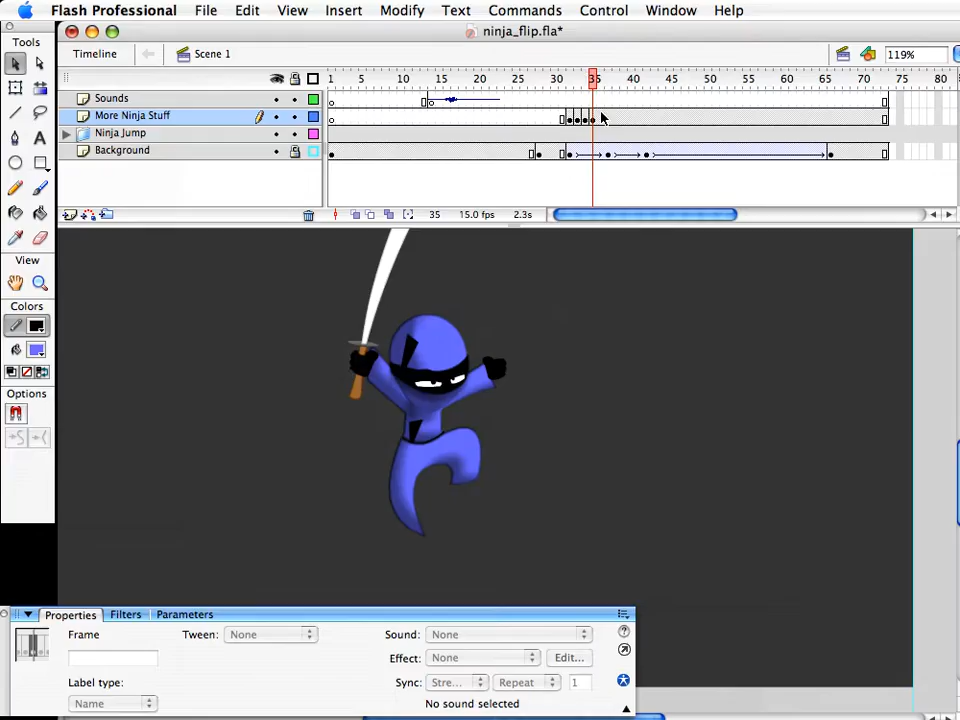 Flash Professional File Edit View Insert Modify Text Commands Control Window Help
ninja_flip.fla*
Tools
Timeline Scene 1 119%
1 5 10 15 20 25 30 35 40 45 50 55 60 65 70 75 80
Sounds
More Ninja Stuff
Ninja Jump
Background
35 15.0 fps 2.3s
View
Colors
Options
Properties Filters Parameters
Frame Tween: None Sound: None
Effect: None Edit...
Label type: Sync: Stre... Repeat 1
Name No sound selected